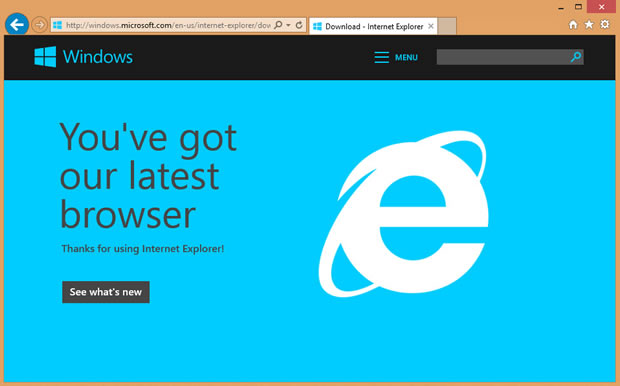 http://windows.microsoft.com/en-us/internet-explorer/dow
Download - Internet Explorer
Windows
MENU
You've got
our latest
browser
Thanks for using Internet Explorer!
See what's new